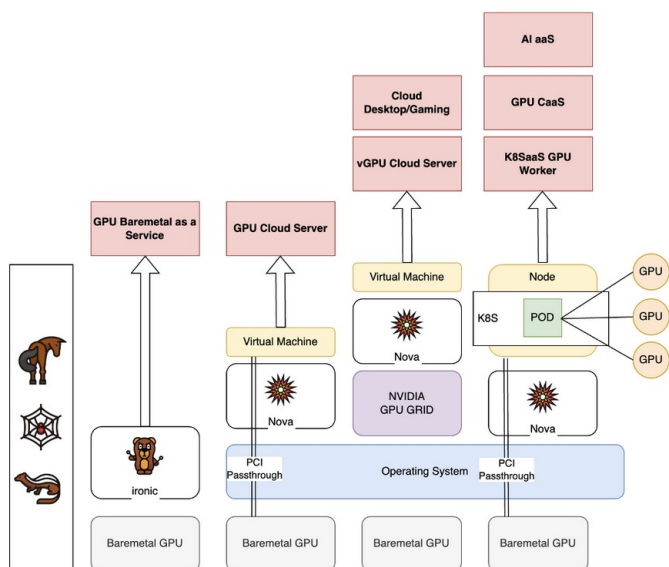 AI aaS
Cloud
Desktop/Gaming
GPU CaaS
vGPU Cloud Server
K8SaaS GPU
Worker
GPU Baremetal as a
Service
GPU Cloud Server
Virtual Machine
Node
GPU
K8S
POD
GPU
Virtual Machine
Nova
GPU
Nova
NVIDIA
GPU GRID
Nova
ironic
PCI
Passthrough
Operating System
PCI
Passthrough
Baremetal GPU
Baremetal GPU
Baremetal GPU
Baremetal GPU